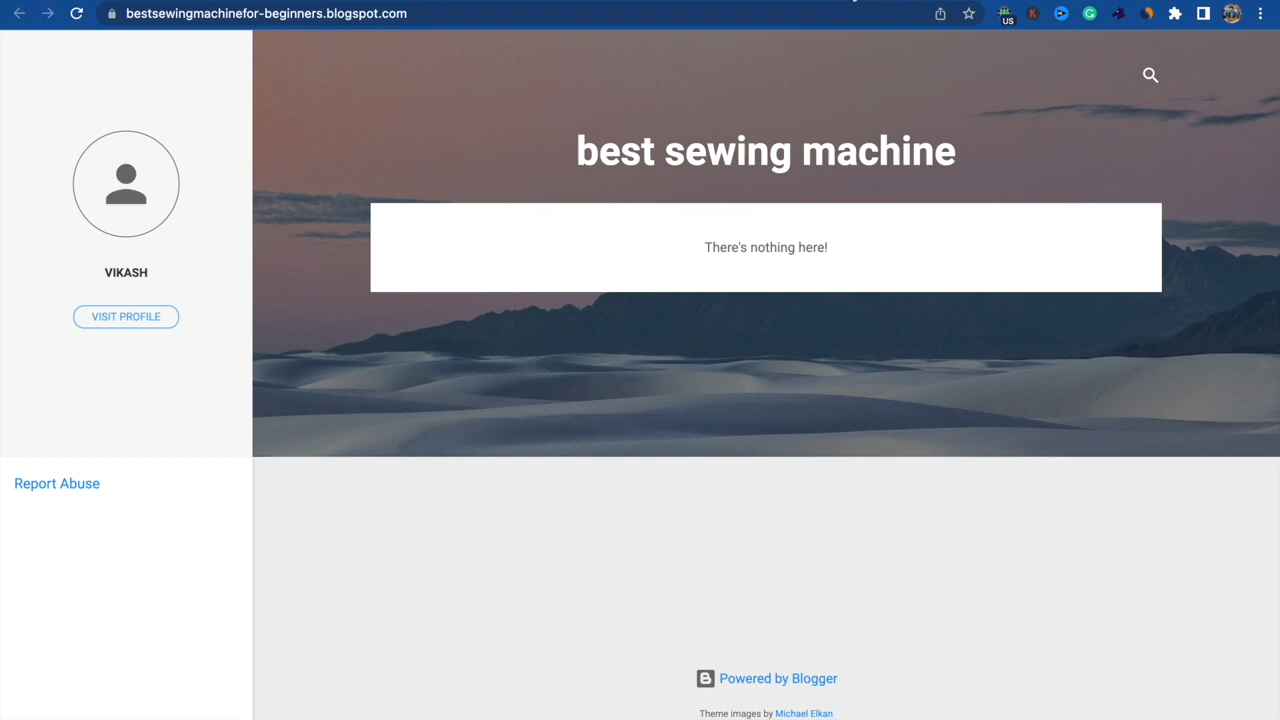 bestsewingmachinefor-beginners.blogspot.com
US
K
best sewing machine
There's nothing here!
VIKASH
VISIT PROFILE
Report Abuse
Powered by Blogger
Theme images by Michael Elkan